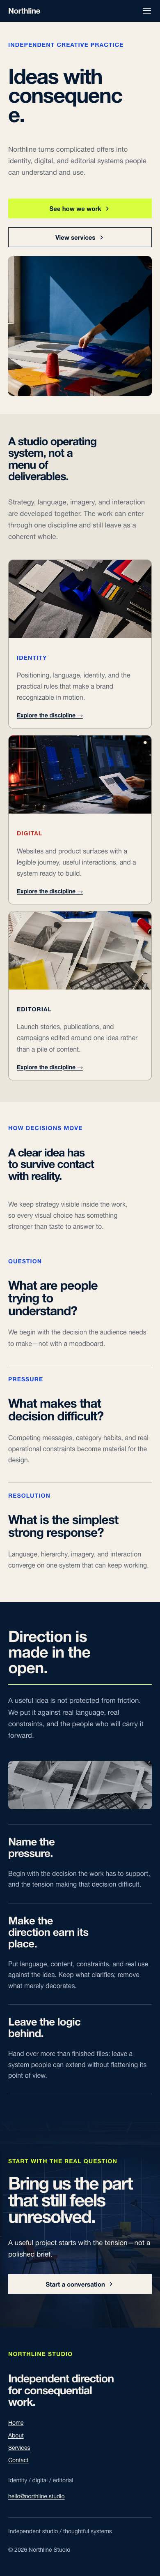 Northline
INDEPENDENT CREATIVE PRACTICE
Ideas with
consequenc
e.
Northline turns complicated offers into
identity, digital, and editorial systems people
can understand and use.
See how we work
View services
A studio operating
system, not a
menu of
deliverables.
Strategy, language, imagery, and interaction
are developed together. The work can enter
through one discipline and still leave as a
coherent whole.
IDENTITY
Positioning, language, identity, and the
practical rules that make a brand
recognizable in motion.
Explore the discipline →
DIGITAL
Websites and product surfaces with a
legible journey, useful interactions, and a
system ready to build.
Explore the discipline →
EDITORIAL
Launch stories, publications, and
campaigns edited around one idea rather
than a pile of content.
Explore the discipline →
HOW DECISIONS MOVE
A clear idea has
to survive contact
with reality.
We keep strategy visible inside the work,
so every visual choice has something
stronger than taste to answer to.
QUESTION
What are people
trying to
understand?
We begin with the decision the audience needs
to make—not with a moodboard.
PRESSURE
What makes that
decision difficult?
Competing messages, category habits, and real
operational constraints become material for the
design.
RESOLUTION
What is the simplest
strong response?
Language, hierarchy, imagery, and interaction
converge on one system that can keep working.
Direction is
made in the
open.
A useful idea is not protected from friction.
We put it against real language, real
constraints, and the people who will carry it
forward.
Name the
pressure.
Begin with the decision the work has to support,
and the tension making that decision difficult.
Make the
direction earn its
place.
Put language, content, constraints, and real use
against the idea. Keep what clarifies; remove
what merely decorates.
Leave the logic
behind.
Hand over more than finished files: leave a
system people can extend without flattening its
point of view.
START WITH THE REAL QUESTION
Bring us the part
that still feels
unresolved.
A useful project starts with the tension—not a
polished brief.
Start a conversation
NORTHLINE STUDIO
Independent direction
for consequential
work.
Home
About
Services
Contact
Identity / digital / editorial
hello@northline.studio
Independent studio / thoughtful systems
© 2026 Northline Studio